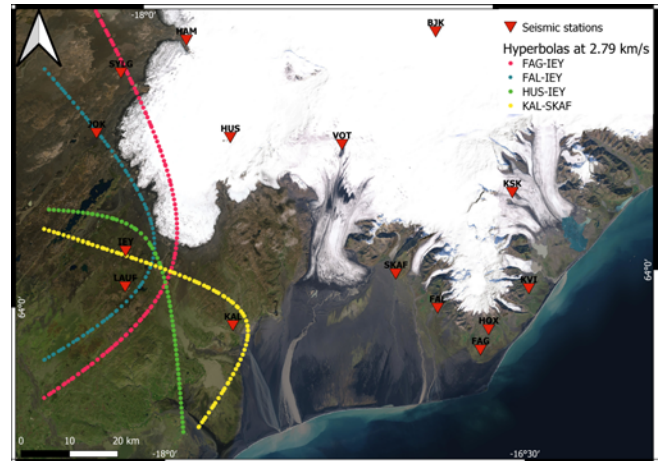 -18°0'
BJK
HAM
SYLG
JOK
HUS
VOT
KSK
IEY
LAUF
SKAF
FAL
KVI
KAL
HOX
FAG
64°0'
64°0'
0 10 20 km
-18°0'
-16°30'
Seismic stations
Hyperbolas at 2.79 km/s
FAG-IEY
FAL-IEY
HUS-IEY
KAL-SKAF